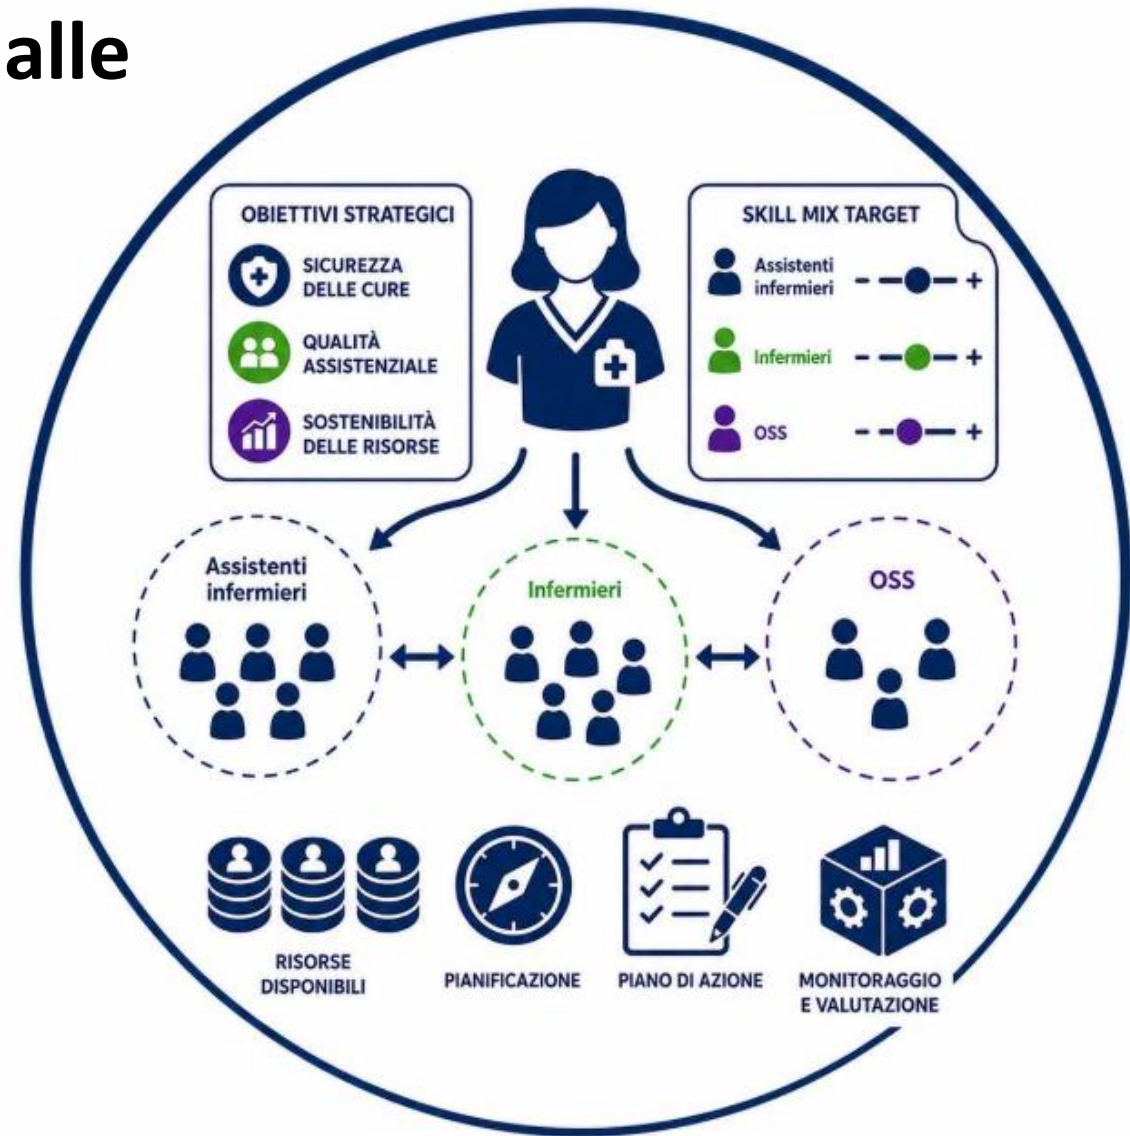 alle
OBIETTIVI STRATEGICI
SICUREZZA
DELLE CURE
QUALITÀ
ASSISTENZIALE
SOSTENIBILITÀ
DELLE RISORSE
SKILL MIX TARGET
Assistenti
infermieri
Infermieri
OSS
Assistenti
infermieri
Infermieri
OSS
RISORSE
DISPONIBILI
PIANIFICAZIONE
PIANO DI AZIONE
MONITORAGGIO
E VALUTAZIONE